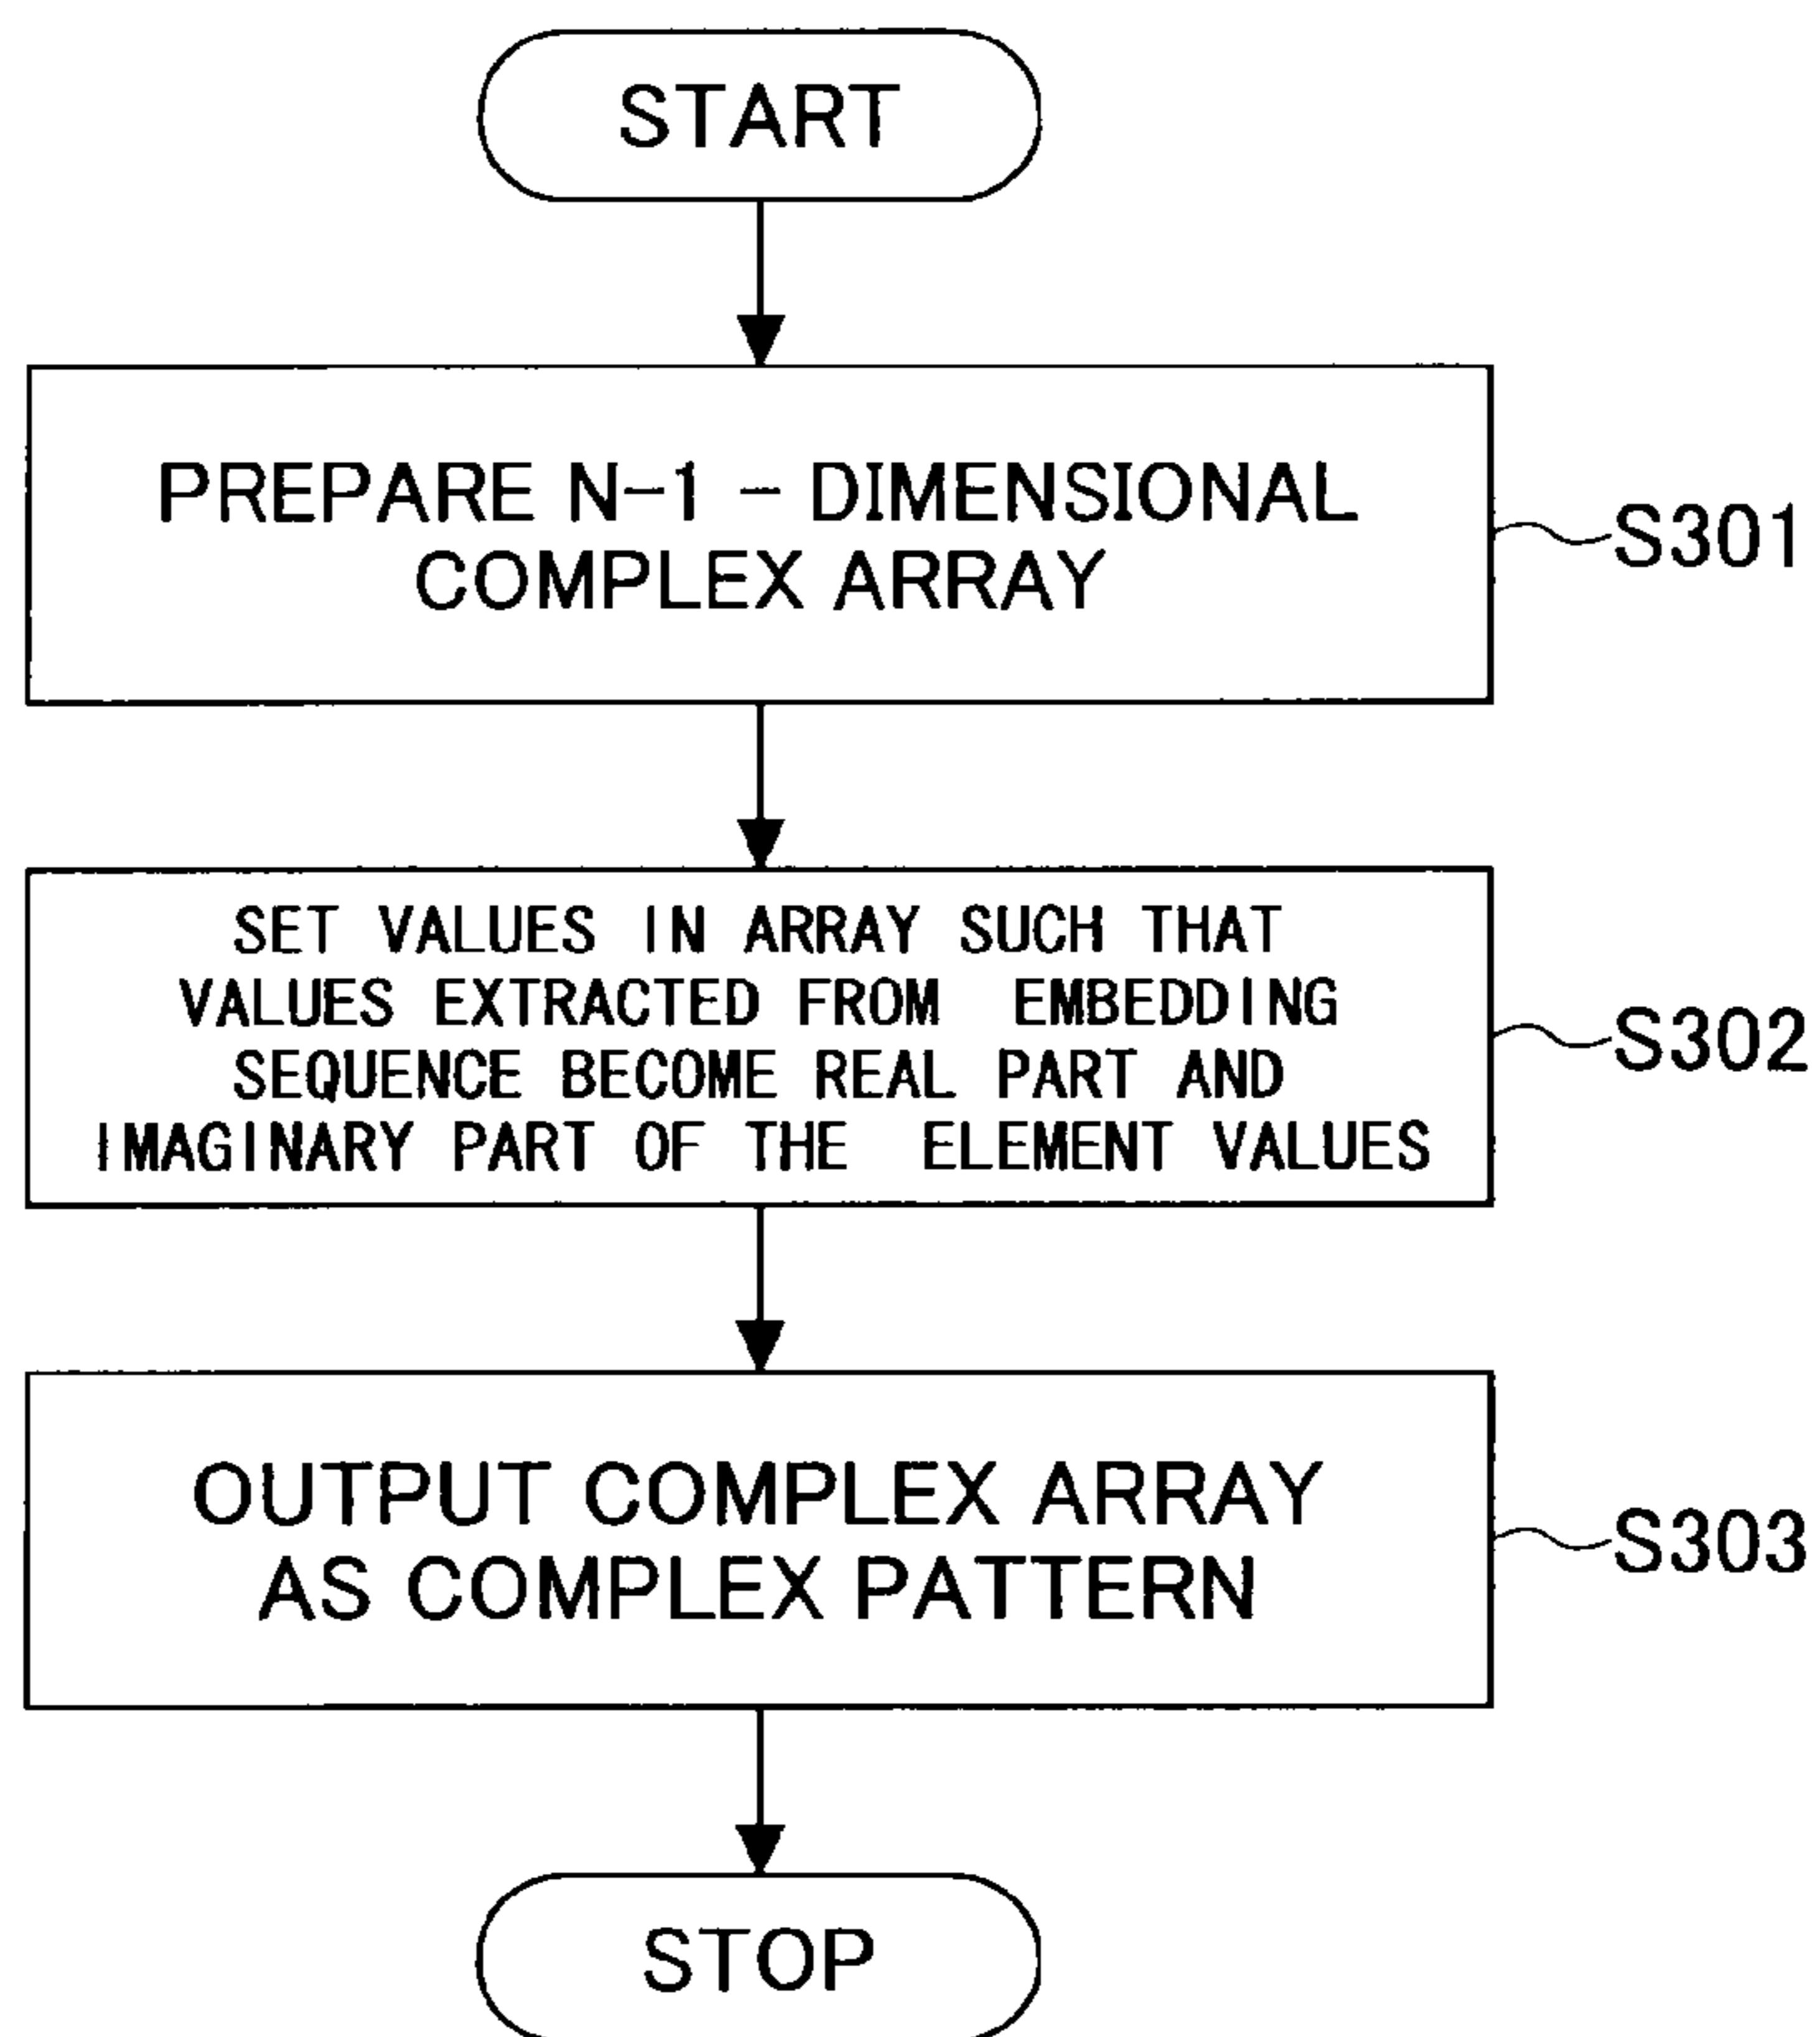 START
PREPARE N-1 - DIMENSIONAL
COMPLEX ARRAY
S301
SET VALUES IN ARRAY SUCH THAT
VALUES EXTRACTED FROM EMBEDDING
SEQUENCE BECOME REAL PART AND
IMAGINARY PART OF THE ELEMENT VALUES
S302
OUTPUT COMPLEX ARRAY
AS COMPLEX PATTERN
S303
STOP